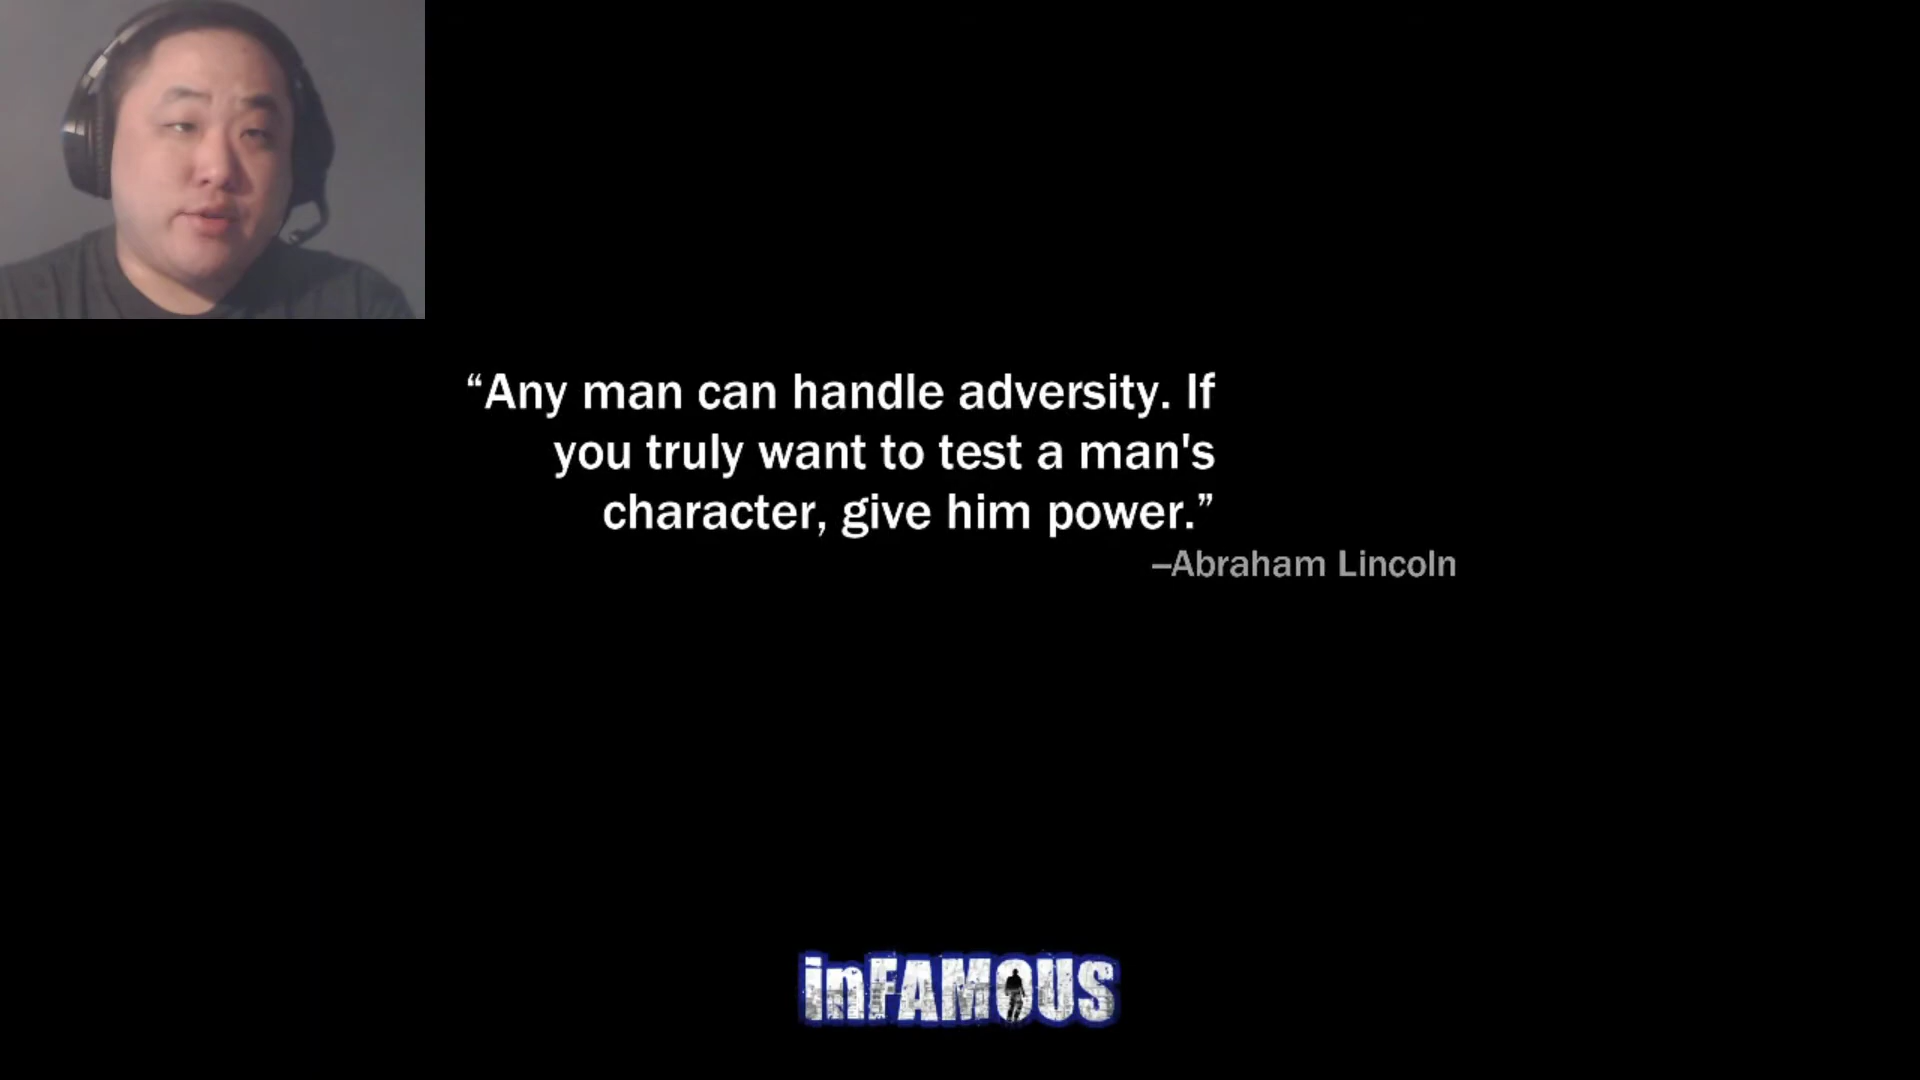 “Any man can handle adversity. If
you truly want to test a man's
character, give him power.”
–Abraham Lincoln
inFAMOUS